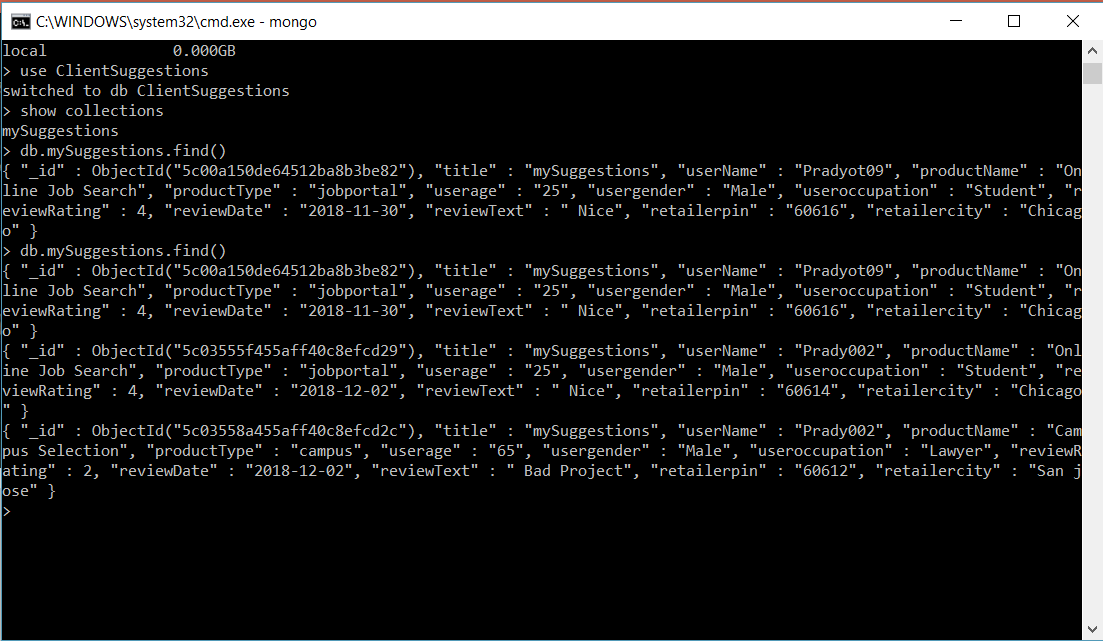 C:\WINDOWS\system32\cmd.exe - mongo
local              0.000GB
> use ClientSuggestions
switched to db ClientSuggestions
> show collections
mySuggestions
> db.mySuggestions.find()
{ "_id" : ObjectId("5c00a150de64512ba8b3be82"), "title" : "mySuggestions", "userName" : "Pradyot09", "productName" : "On
line Job Search", "productType" : "jobportal", "userage" : "25", "usergender" : "Male", "useroccupation" : "Student", "r
eviewRating" : 4, "reviewDate" : "2018-11-30", "reviewText" : " Nice", "retailerpin" : "60616", "retailercity" : "Chicag
o" }
> db.mySuggestions.find()
{ "_id" : ObjectId("5c00a150de64512ba8b3be82"), "title" : "mySuggestions", "userName" : "Pradyot09", "productName" : "On
line Job Search", "productType" : "jobportal", "userage" : "25", "usergender" : "Male", "useroccupation" : "Student", "r
eviewRating" : 4, "reviewDate" : "2018-11-30", "reviewText" : " Nice", "retailerpin" : "60616", "retailercity" : "Chicag
o" }
{ "_id" : ObjectId("5c03555f455aff40c8efcd29"), "title" : "mySuggestions", "userName" : "Prady002", "productName" : "Onl
ine Job Search", "productType" : "jobportal", "userage" : "25", "usergender" : "Male", "useroccupation" : "Student", "re
viewRating" : 4, "reviewDate" : "2018-12-02", "reviewText" : " Nice", "retailerpin" : "60614", "retailercity" : "Chicago
" }
{ "_id" : ObjectId("5c03558a455aff40c8efcd2c"), "title" : "mySuggestions", "userName" : "Prady002", "productName" : "Cam
pus Selection", "productType" : "campus", "userage" : "65", "usergender" : "Male", "useroccupation" : "Lawyer", "reviewR
ating" : 2, "reviewDate" : "2018-12-02", "reviewText" : " Bad Project", "retailerpin" : "60612", "retailercity" : "San j
ose" }
>